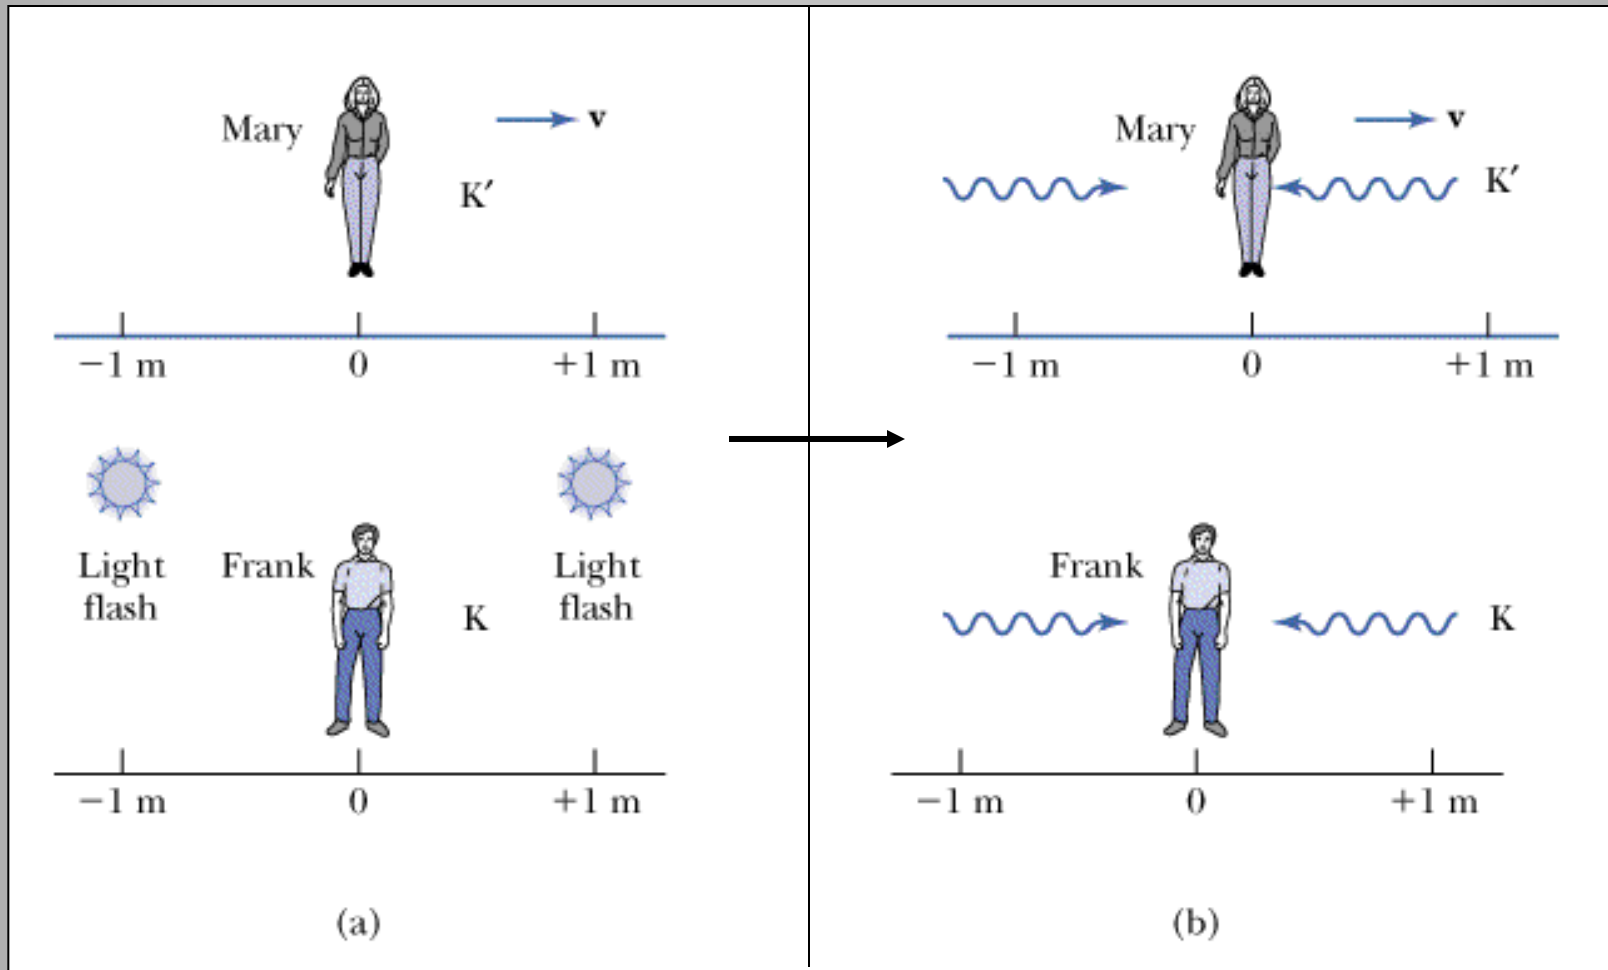 Mary
v
K′
−1 m 0 +1 m
Light flash
Frank
K
Light flash
−1 m 0 +1 m
(a)
Mary
v
K′
−1 m 0 +1 m
Frank
K
−1 m 0 +1 m
(b)